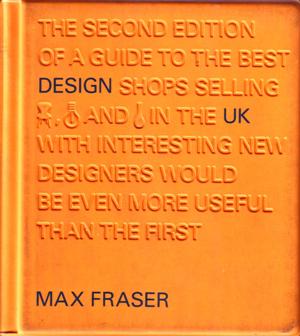 THE SECOND EDITION
OF A GUIDE TO THE BEST
DESIGN SHOPS SELLING
AND IN THE UK
WITH INTERESTING NEW
DESIGNERS WOULD
BE EVEN MORE USEFUL
THAN THE FIRST
MAX FRASER